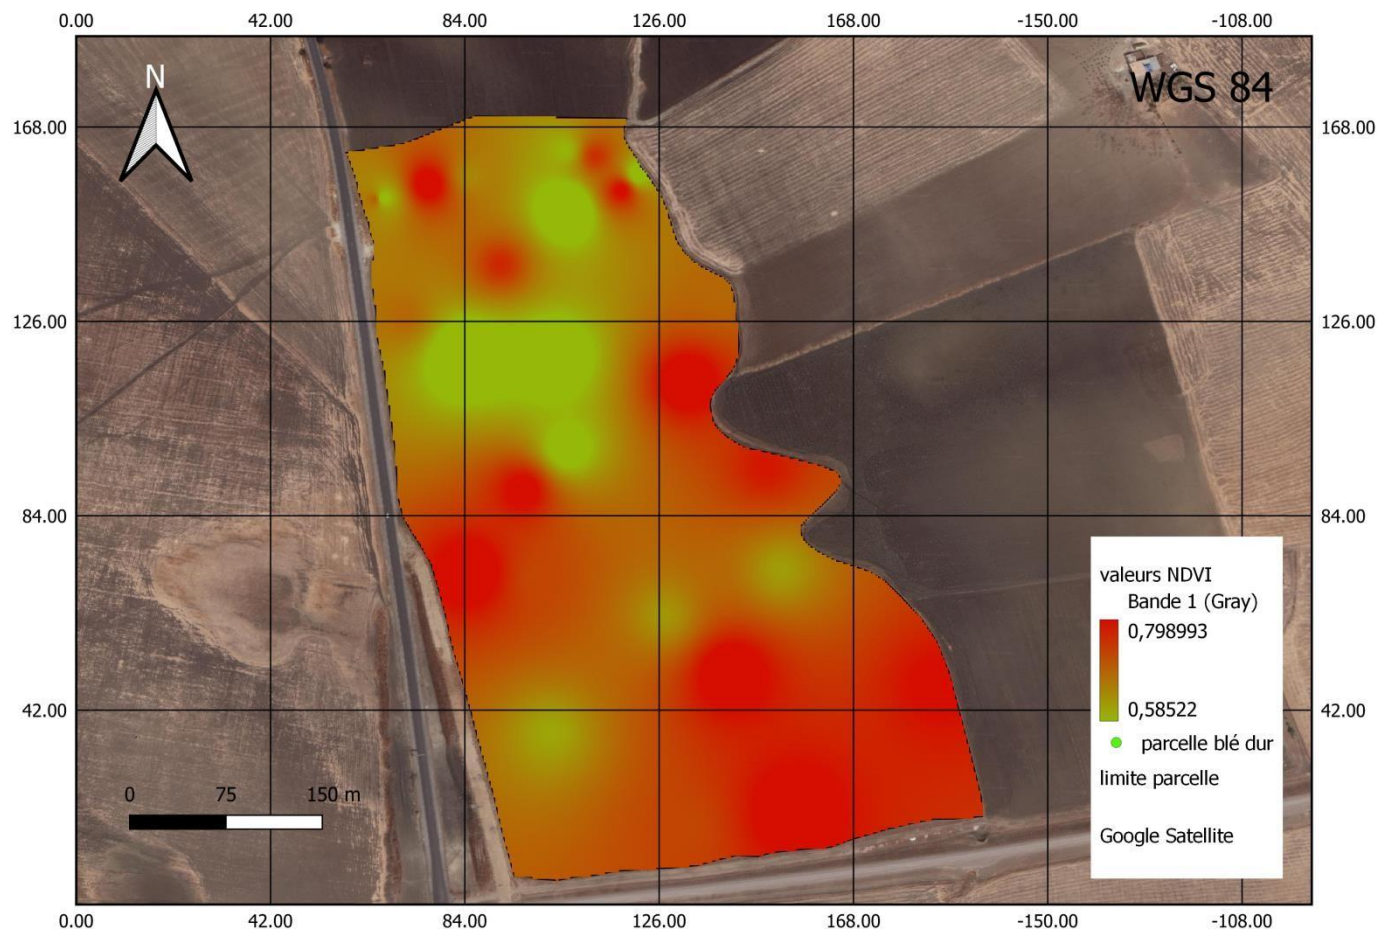 0.00 42.00 84.00 126.00 168.00 -150.00 -108.00
N
WGS 84
168.00 168.00
126.00 126.00
84.00 84.00
valeurs NDVI
Bande 1 (Gray)
0,798993
0,58522
42.00 42.00
parcelle blé dur
limite parcelle
0 75 150 m
Google Satellite
0.00 42.00 84.00 126.00 168.00 -150.00 -108.00